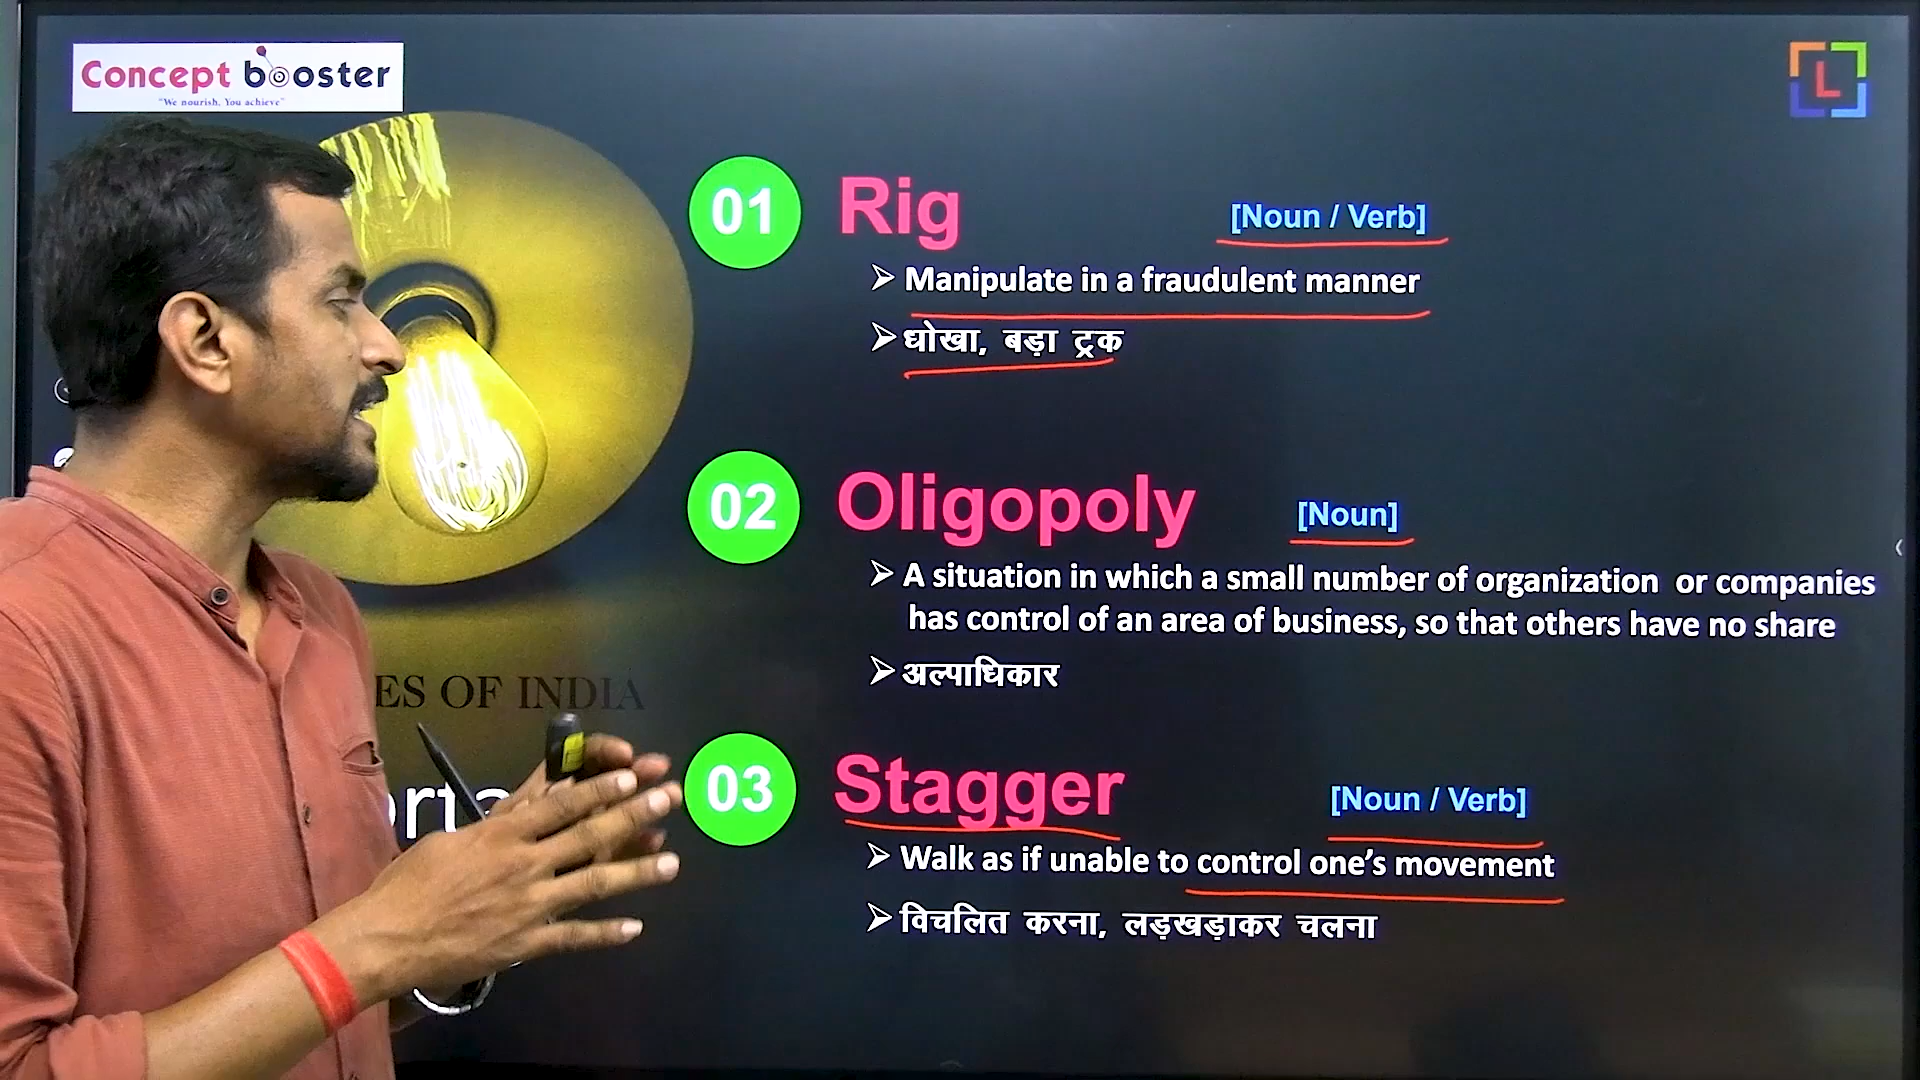 Concept booster
"We nourish, You achieve"
L
01 Rig [Noun / Verb]
Manipulate in a fraudulent manner
धोखा, बड़ा ट्रक
02 Oligopoly [Noun]
A situation in which a small number of organization or companies
has control of an area of business, so that others have no share
अल्पाधिकार
ES OF INDIA
03 Stagger [Noun / Verb]
orta
Walk as if unable to control one's movement
विचलित करना, लड़खड़ाकर चलना